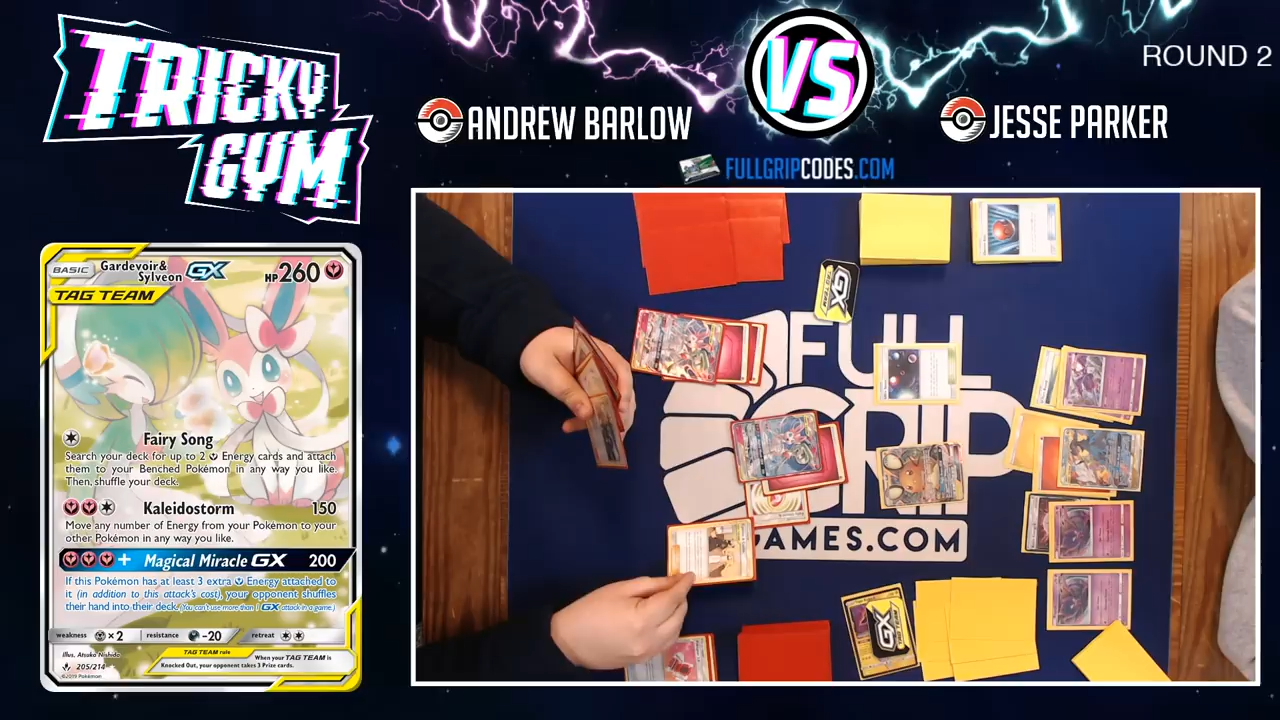 TRICKY
GYM
ANDREW BARLOW
VS
JESSE PARKER
ROUND 2
FULLGRIPCODES.COM
BASIC Gardevoir& Sylveon GX HP 260
TAG TEAM
Fairy Song
Search your deck for up to 2 Energy cards and attach
them to your Benched Pokémon in any way you like.
Then, shuffle your deck.
Kaleidostorm 150
Move any number of Energy from your Pokémon to your
other Pokémon in any way you like.
+ Magical Miracle GX 200
If this Pokémon has at least 3 extra Energy attached to
it (in addition to this attack's cost), your opponent shuffles
their hand into their deck. (You can't use more than 1 GX attack in a game.)
weakness ×2 resistance -20 retreat
Illus. Atsuko Nishida
205/214
©2019 Pokémon
TAG TEAM rule
When your TAG TEAM is
Knocked Out, your opponent takes 3 Prize cards.
FULL
GRIP
GAMES.COM
GX
GX